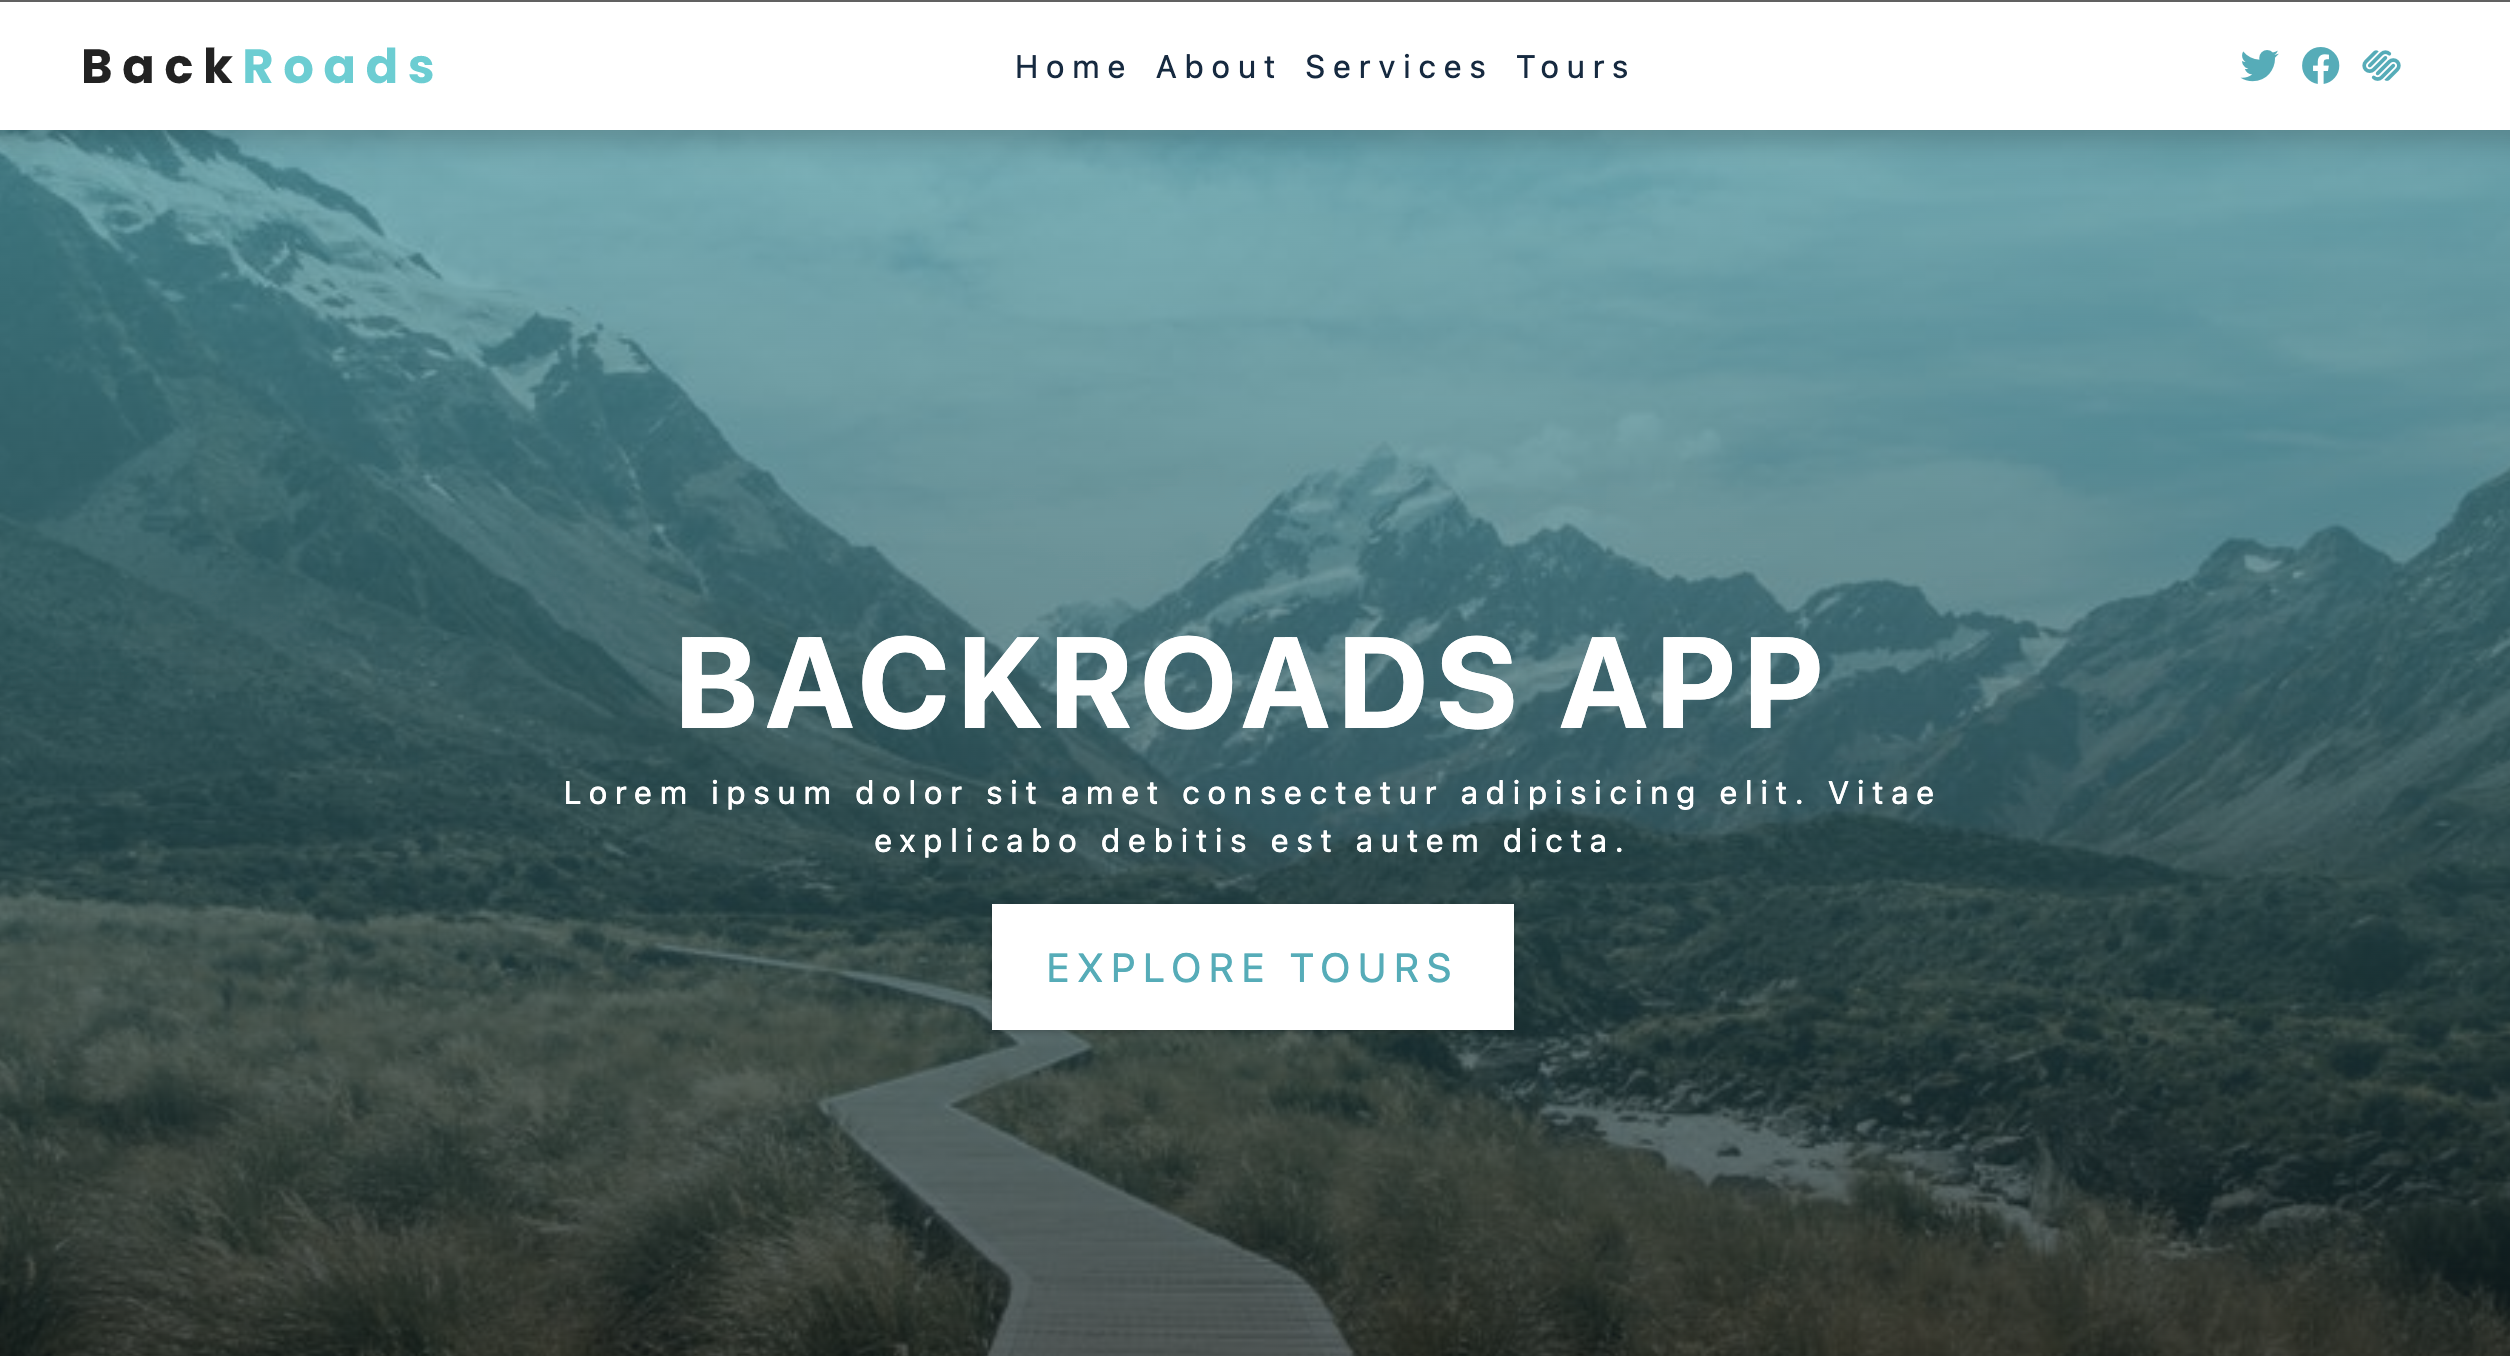 BackRoads
Home About Services Tours
BACKROADS APP
Lorem ipsum dolor sit amet consectetur adipisicing elit. Vitae
explicabo debitis est autem dicta.
EXPLORE TOURS